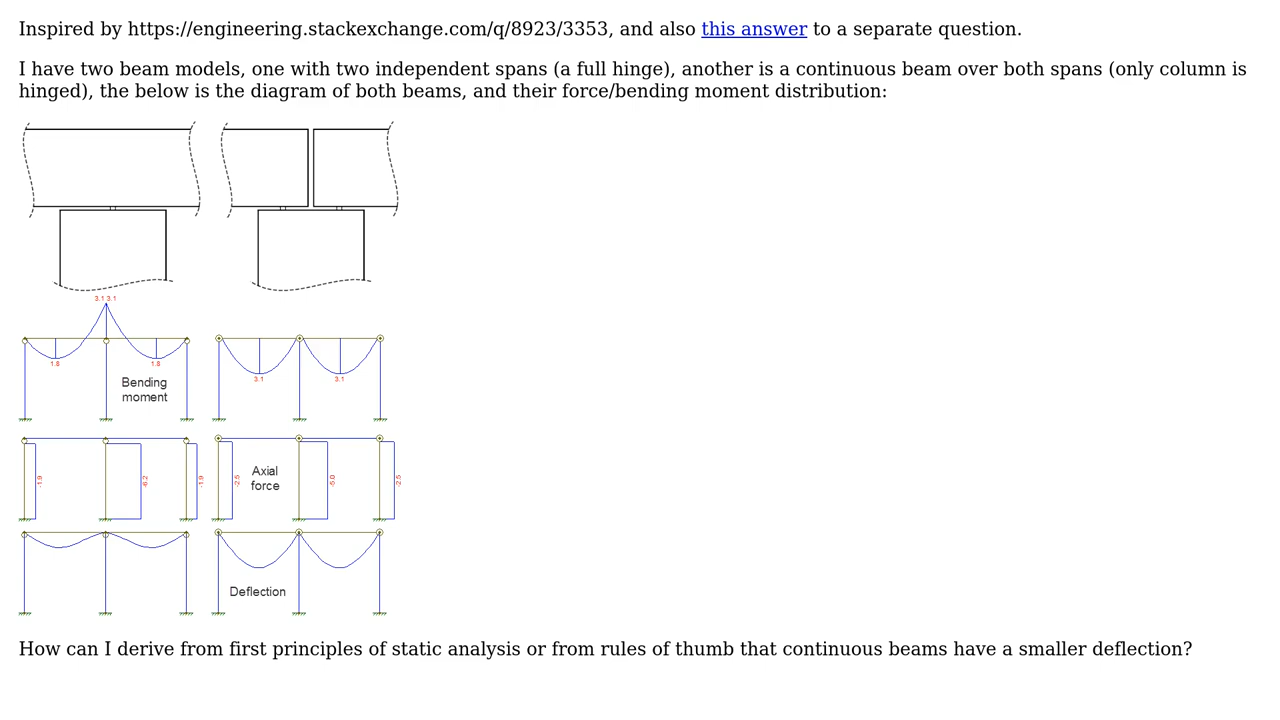 Inspired by https://engineering.stackexchange.com/q/8923/3353, and also this answer to a separate question.
I have two beam models, one with two independent spans (a full hinge), another is a continuous beam over both spans (only column is
hinged), the below is the diagram of both beams, and their force/bending moment distribution:
3.1 3.1
1.8
1.8
Bending
moment
3.1
3.1
-1.9
-6.2
-1.9
-2.5
Axial
force
-5.0
-2.5
Deflection
How can I derive from first principles of static analysis or from rules of thumb that continuous beams have a smaller deflection?